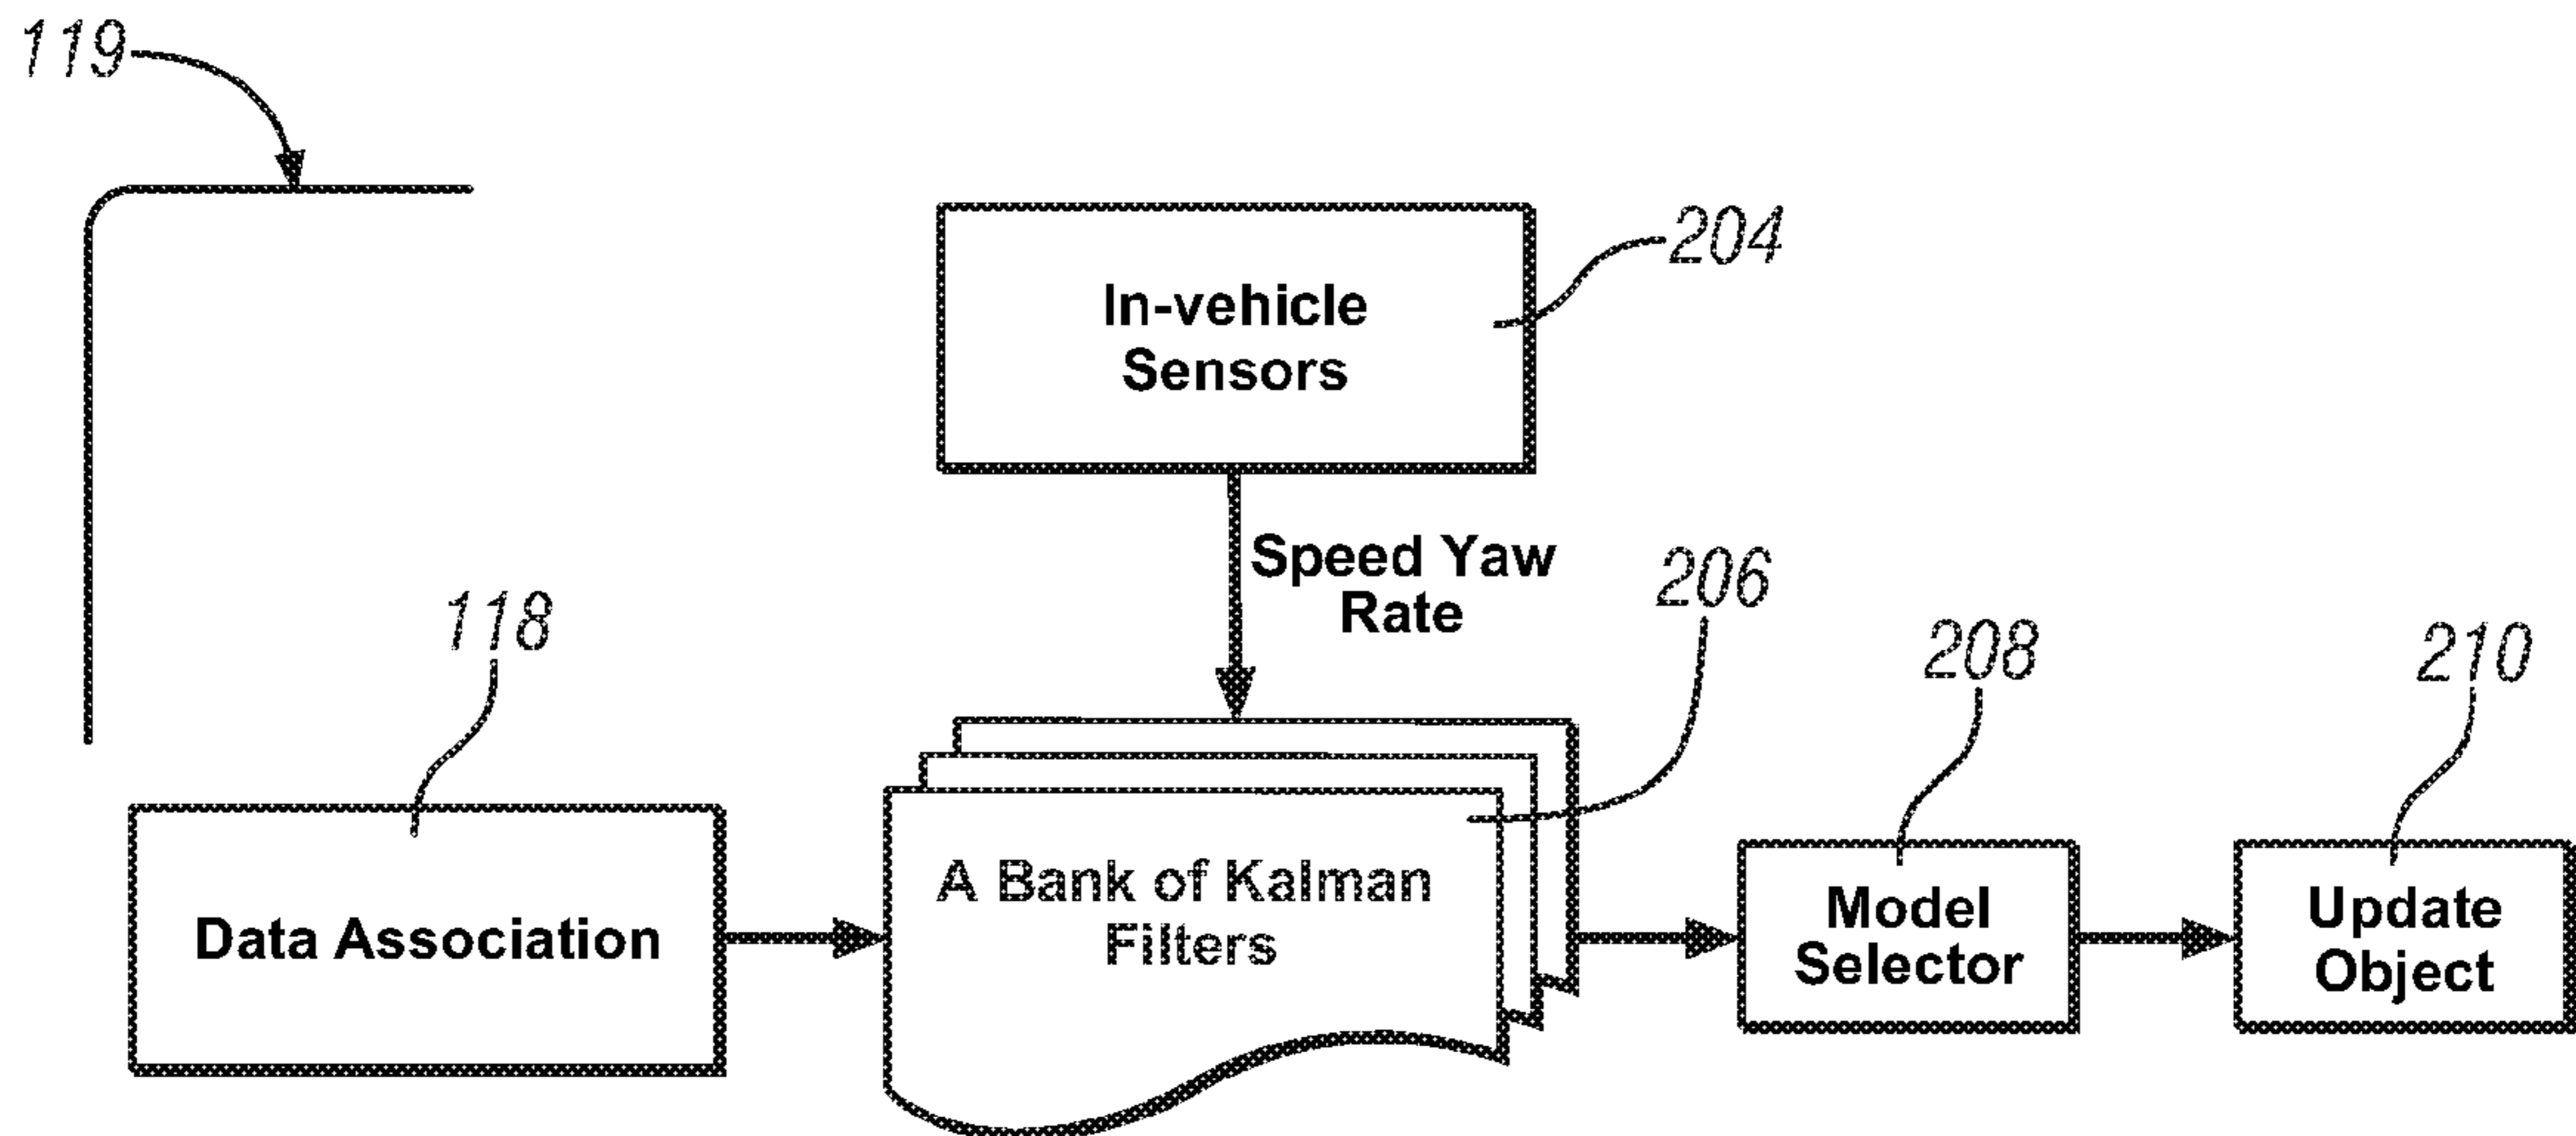 119
204
In-vehicle
Sensors
Speed Yaw
Rate
206
118
208
210
A Bank of Kalman
Filters
Data Association
Model
Selector
Update
Object